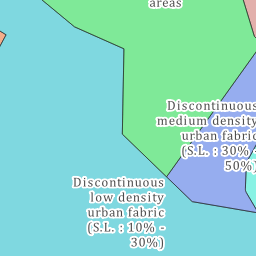 areas
Discontinuous
medium density
urban fabric
(S.L. : 30% -
50%)
Discontinuous
low density
urban fabric
(S.L. : 10% -
30%)